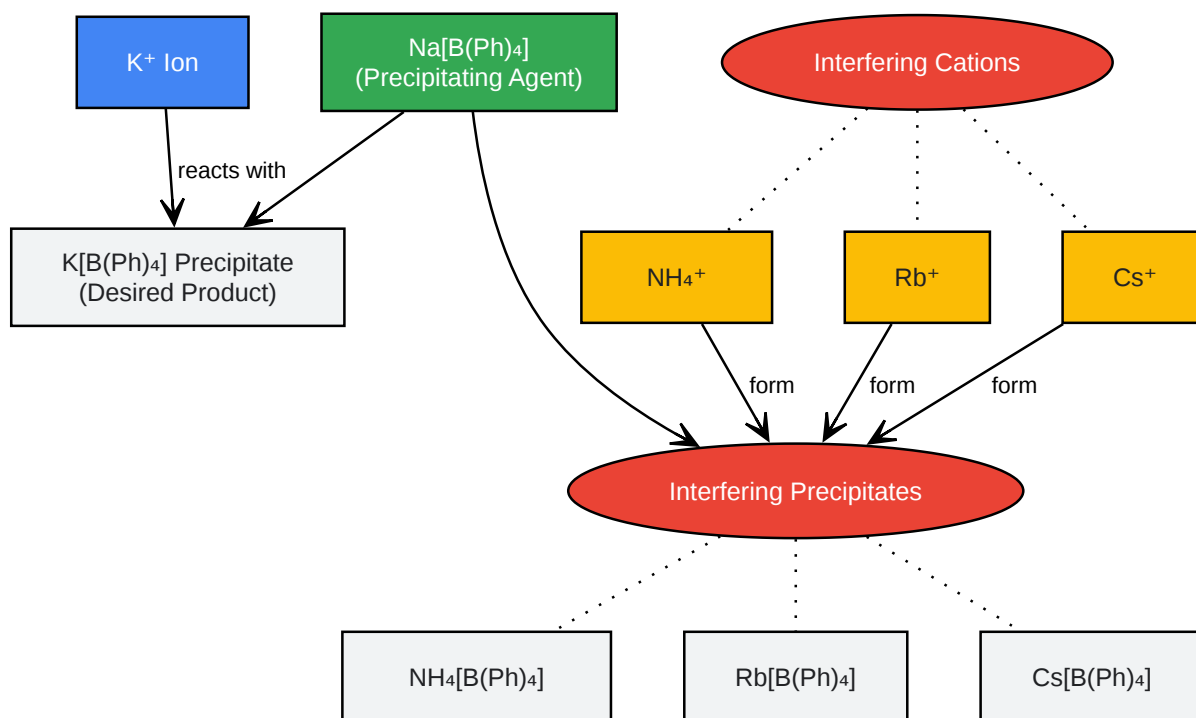 K⁺ Ion
Na[B(Ph)₄]
(Precipitating Agent)
Interfering Cations
reacts with
K[B(Ph)₄] Precipitate
(Desired Product)
NH₄⁺
Rb⁺
Cs⁺
form
form
form
Interfering Precipitates
NH₄[B(Ph)₄]
Rb[B(Ph)₄]
Cs[B(Ph)₄]